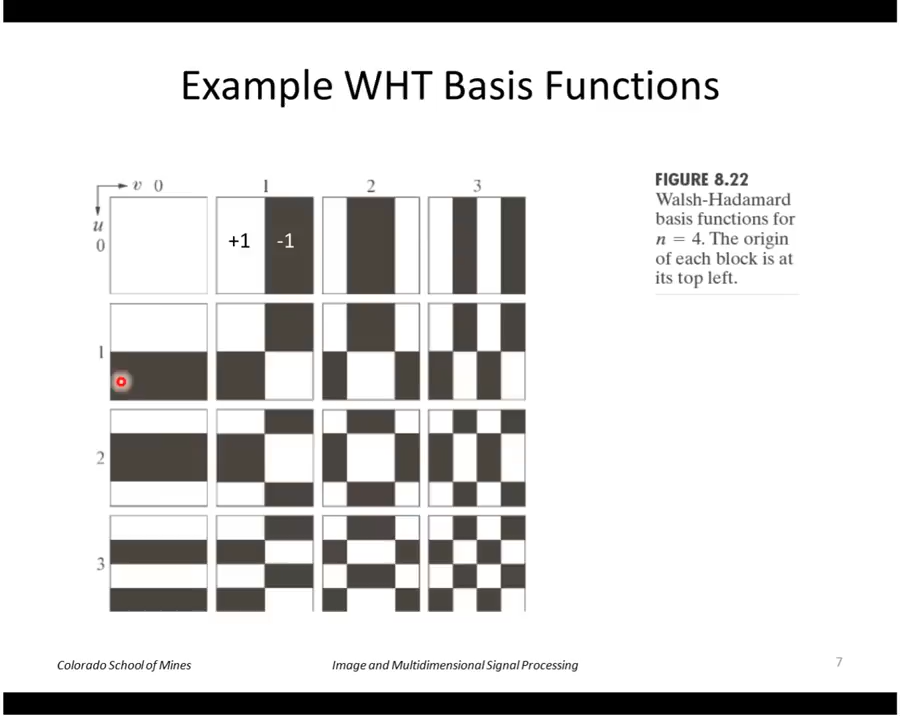 Example WHT Basis Functions
v 0 1 2 3
u
0
+1 -1
1
2
3
FIGURE 8.22
Walsh-Hadamard
basis functions for
n = 4. The origin
of each block is at
its top left.
Colorado School of Mines
Image and Multidimensional Signal Processing
7